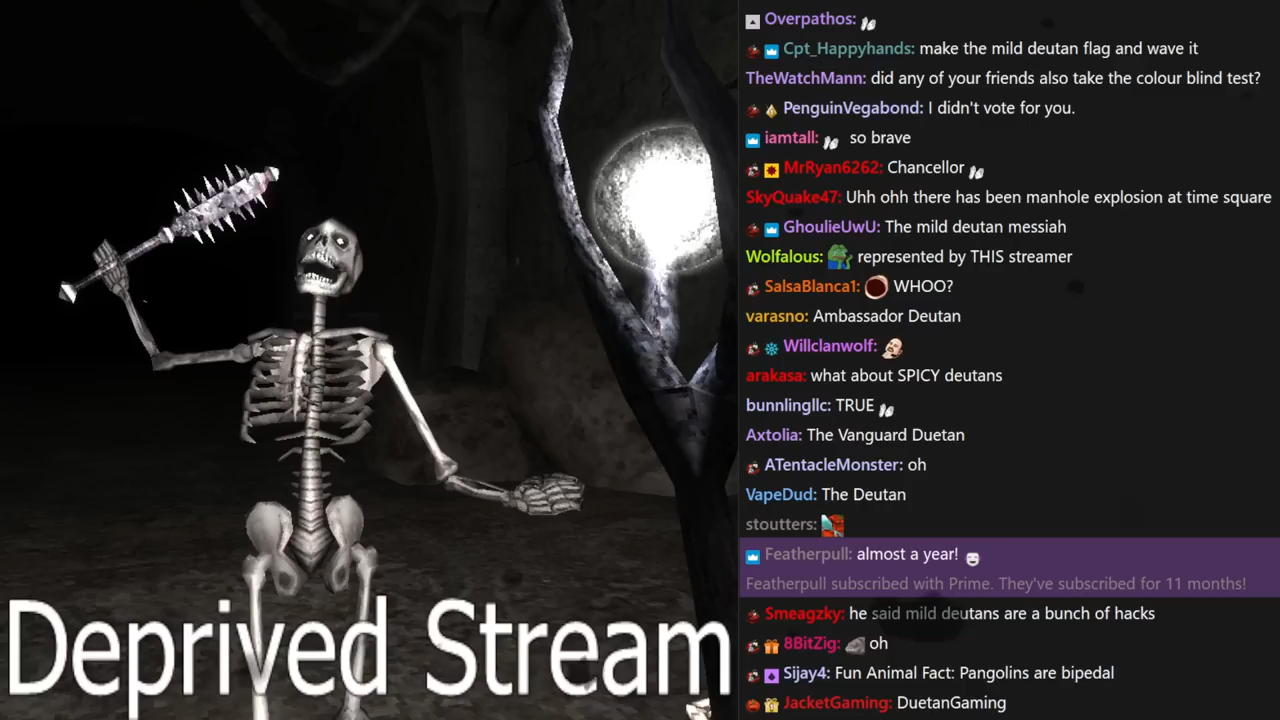 Overpathos:
Cpt_Happyhands: make the mild deutan flag and wave it
TheWatchMann: did any of your friends also take the colour blind test?
PenguinVegabond: I didn't vote for you.
iamtall: so brave
MrRyan6262: Chancellor
SkyQuake47: Uhh ohh there has been manhole explosion at time square
GhoulieUwU: The mild deutan messiah
Wolfalous: represented by THIS streamer
SalsaBlanca1: WHOO?
varasno: Ambassador Deutan
Willclanwolf:
arakasa: what about SPICY deutans
bunnlingllc: TRUE
Axtolia: The Vanguard Duetan
ATentacleMonster: oh
VapeDud: The Deutan
stoutters:
Featherpull: almost a year!
Featherpull subscribed with Prime. They've subscribed for 11 months!
Smeagzky: he said mild deutans are a bunch of hacks
8BitZig: oh
Sijay4: Fun Animal Fact: Pangolins are bipedal
JacketGaming: DuetanGaming
Deprived Stream